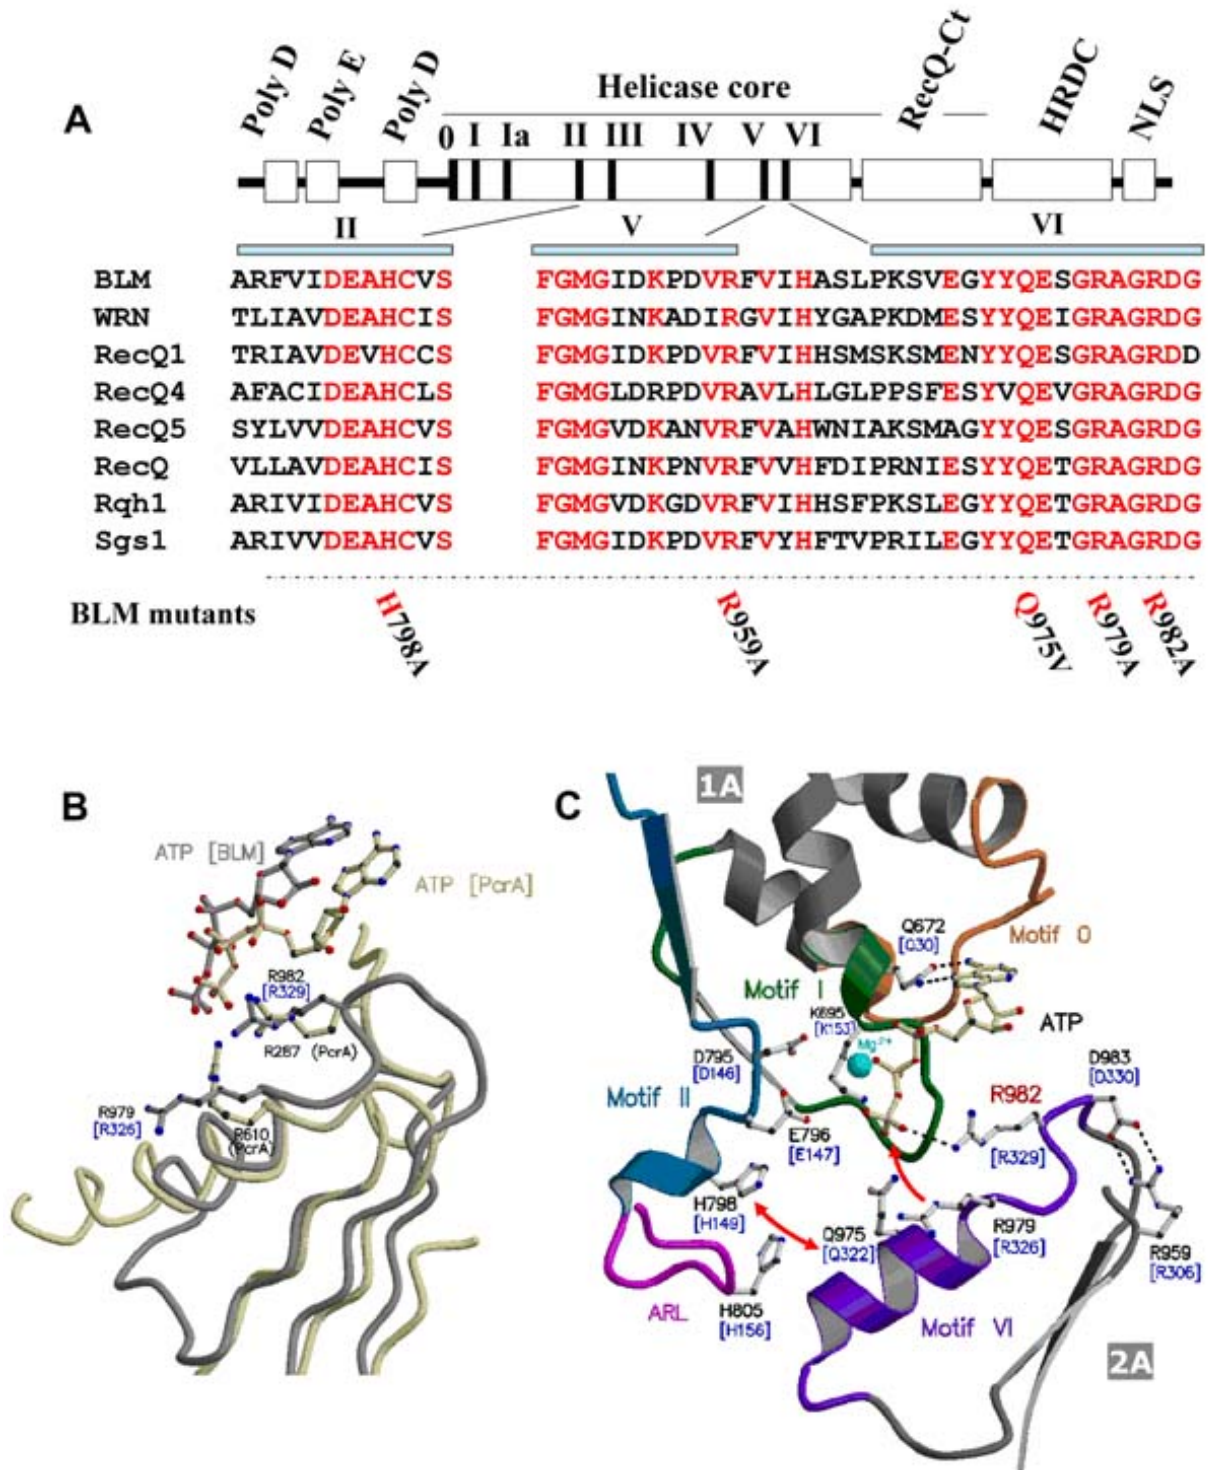 A
Poly D
Poly E
Poly D
Helicase core
RecQ-Ct
HRDC
NLS
0 I Ia II III IV V VI
II V VI
BLM ARFVIDEAHCVS FGMGIDKPDVRFVIHASLPKSVEGYYQESGRAGRDG
WRN TLIAVDEAHCIS FGMGINKADIRGVIHYGAPKDMESYYQEIGRAGRDG
RecQ1 TRIAVDEVHCCS FGMGIDKPDVRFVIHHSMSKSMENYYQESGRAGRDD
RecQ4 AFACIDEAHCLS FGMGLDRPDVRAVLHLGLPPSFESYVQEVGRAGRDG
RecQ5 SYLVVDEAHCVS FGMGVDKANVRFVAHWNIAKSMAGYYQESGRAGRDG
RecQ VLLAVDEAHCIS FGMGINKPNVRFVVHFDIPRNIESYYQETGRAGRDG
Rqh1 ARIVIDEAHCVS FGMGVDKGDVRFVIHHSFPKSLEGYYQETGRAGRDG
Sgs1 ARIVVDEAHCVS FGMGIDKPDVRFVYHFTVPRILEGYYQETGRAGRDG
BLM mutants
H798A
R959A
Q975V
R979A
R982A
B
ATP [BLM]
ATP [PcrA]
R982
[R329]
R287 (PcrA)
R979
[R326]
R610
(PcrA)
C
1A
Q672
[Q30]
Motif 0
Motif I
K695
[K153]
Mg2+
ATP
D795
[D146]
D983
[D330]
Motif II
R982
E796
[E147]
[R329]
H798
[H149]
Q975
[Q322]
R979
[R326]
R959
[R306]
ARL
H805
[H156]
Motif VI
2A